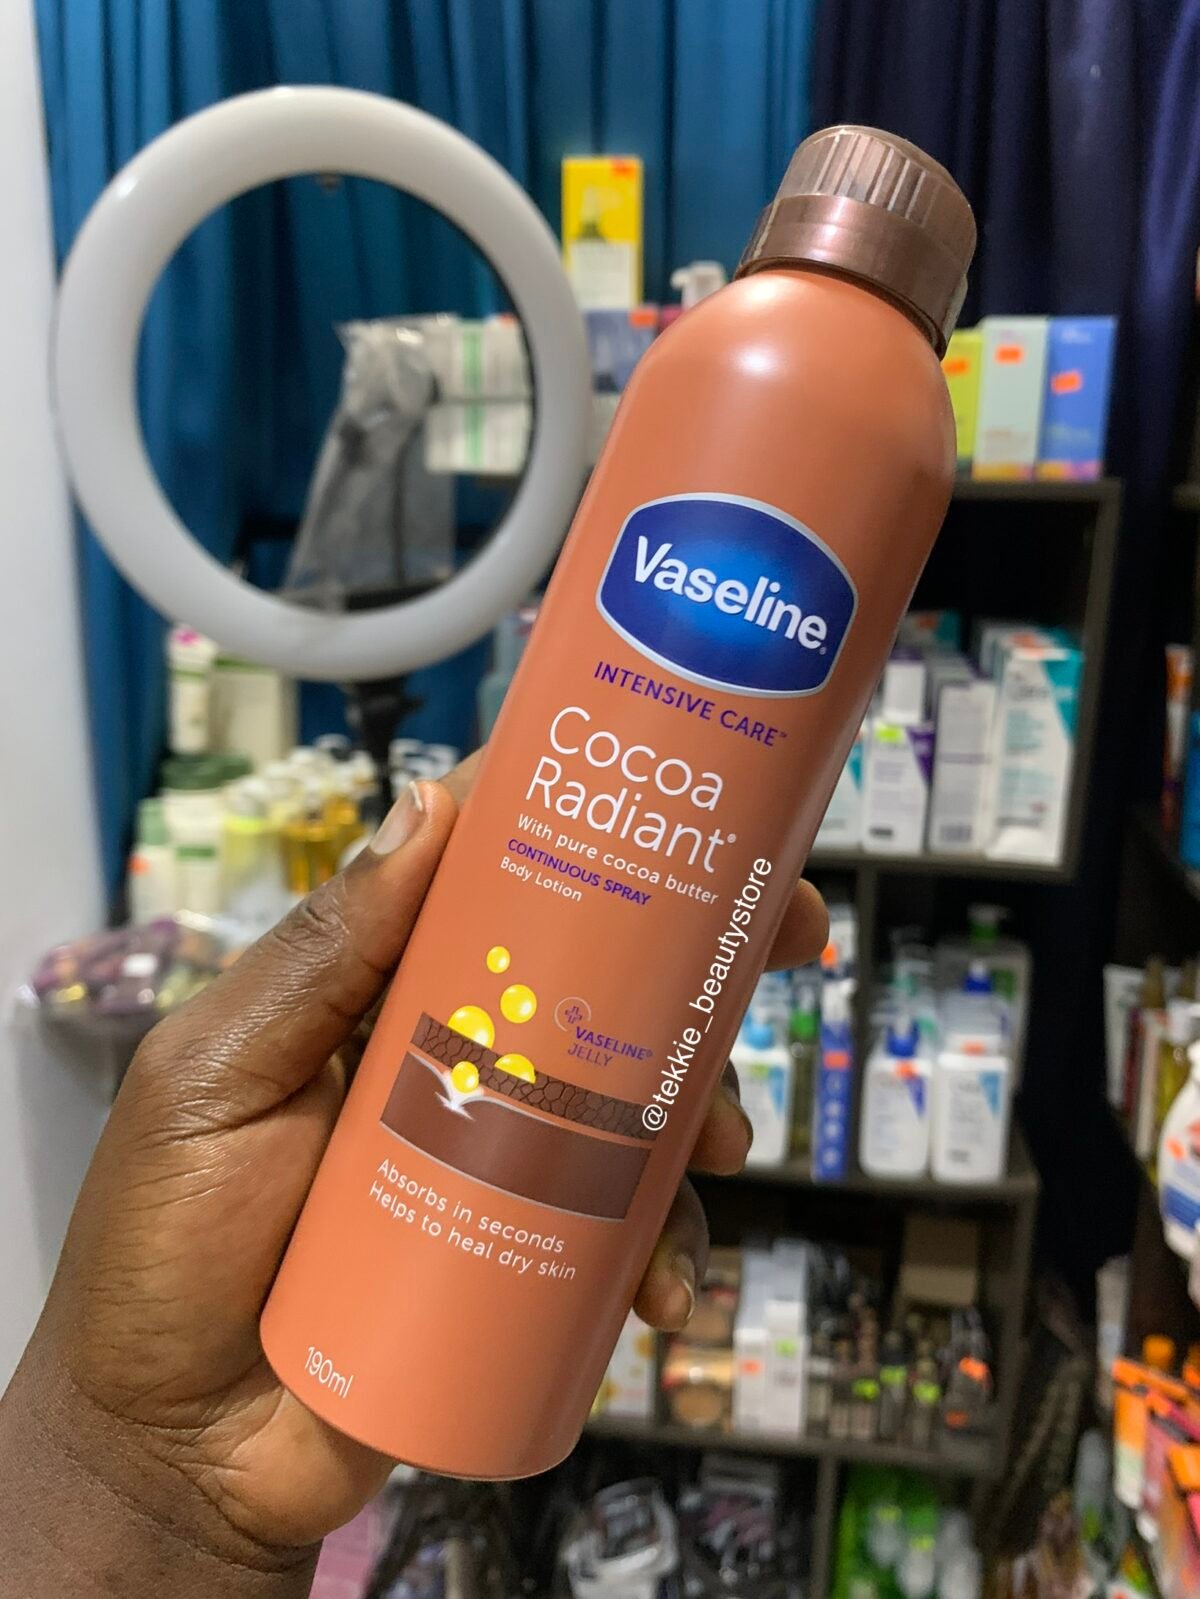 Vaseline®
INTENSIVE CARE™
Cocoa
Radiant®
With pure cocoa butter
CONTINUOUS SPRAY
Body Lotion
VASELINE®
JELLY
Absorbs in seconds
Helps to heal dry skin
190ml
@tekkie_beautystore